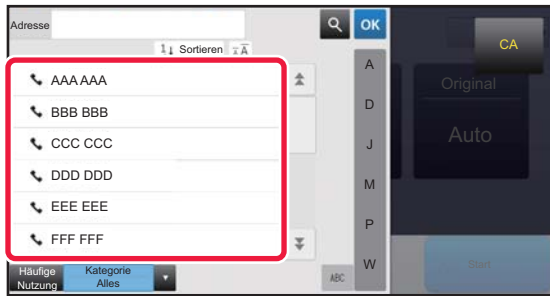 Adresse
OK
CA
Sortieren
A
AAA AAA
Original
BBB BBB
D
Auto
CCC CCC
J
DDD DDD
M
EEE EEE
P
FFF FFF
W
Start
Häufige Nutzung
Kategorie
Alles
ABC